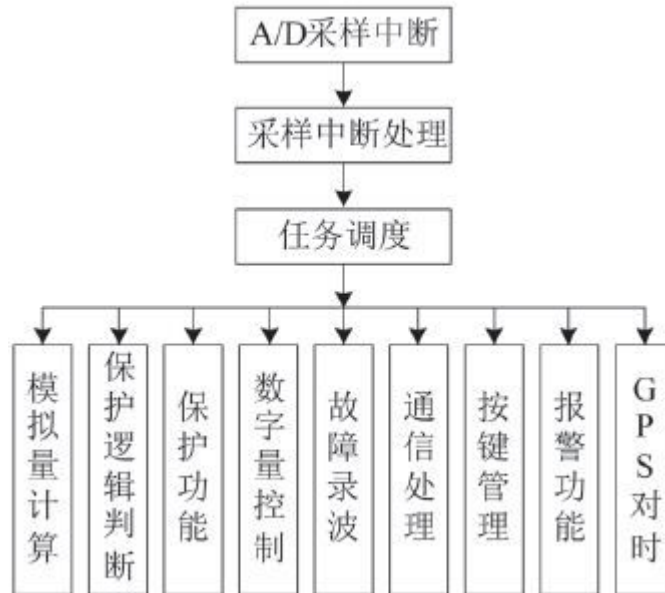 A/D采样中断
采样中断处理
任务调度
模拟量计算
保护逻辑判断
保护功能
数字量控制
故障录波
通信处理
按键管理
报警功能
GPS对时